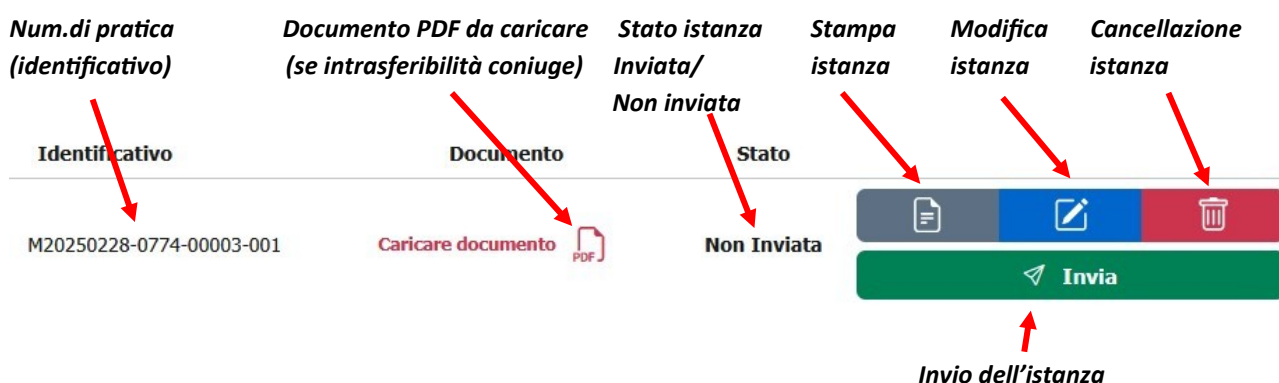 Num.di pratica
(identificativo)
Documento PDF da caricare
(se intrasferibilità coniuge)
Stato istanza
Inviata/
Non inviata
Stampa
istanza
Modifica
istanza
Cancellazione
istanza
Identificativo
Documento
Stato
M20250228-0774-00003-001
Caricare documento
PDF
Non Inviata
Invia
Invio dell’istanza